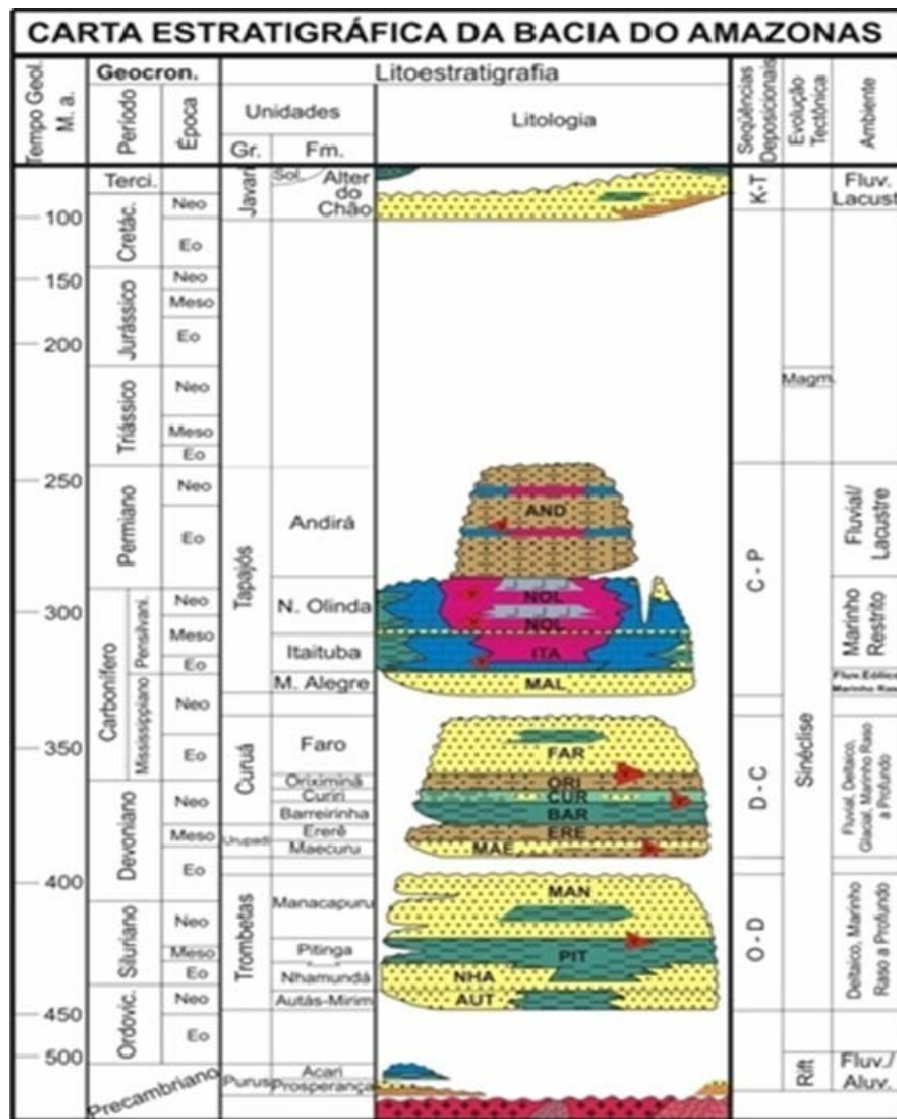 CARTA ESTRATIGRÁFICA DA BACIA DO AMAZONAS
Tempo Geol. M. a.
Geocron.
Período
Época
Litoestratigrafia
Unidades
Gr.
Fm.
Litologia
Seqüências Deposicionais
Evolução Tectônica
Ambiente
100
150
200
250
300
350
400
450
500
Terci.
Cretác.
Neo
Eo
Jurássico
Neo
Meso
Eo
Triássico
Neo
Meso
Eo
Permiano
Neo
Eo
Carbonífero
Pensilvani.
Mississippiano
Neo
Meso
Eo
Neo
Eo
Devoniano
Neo
Meso
Eo
Siluriano
Neo
Meso
Eo
Ordovic.
Neo
Eo
Precambriano
Javari
Sol.
Alter
do
Chão
Tapajós
Andirá
N. Olinda
Itaituba
M. Alegre
Curuá
Faro
Oriximiná
Curiri
Barreirinha
Urupadi
Ererê
Maecuru
Trombetas
Manacapuru
Pitinga
Nhamundá
Autás-Mirim
Purus
Acari
Prosperança
AND
NOL
NOL
ITA
MAL
FAR
ORI
CUR
BAR
ERE
MAE
MAN
PIT
NHA
AUT
K-T
C - P
D - C
O - D
Magm.
Sinéclise
Rift
Fluv.
Lacust
Fluvial/
Lacustre
Marinho
Restrito
Fluv.Eólico
Marinho Raso
Fluvial, Deltaico,
Glacial, Marinho Raso
a Profundo
Deltaico, Marinho
Raso a Profundo
Fluv./
Aluv.